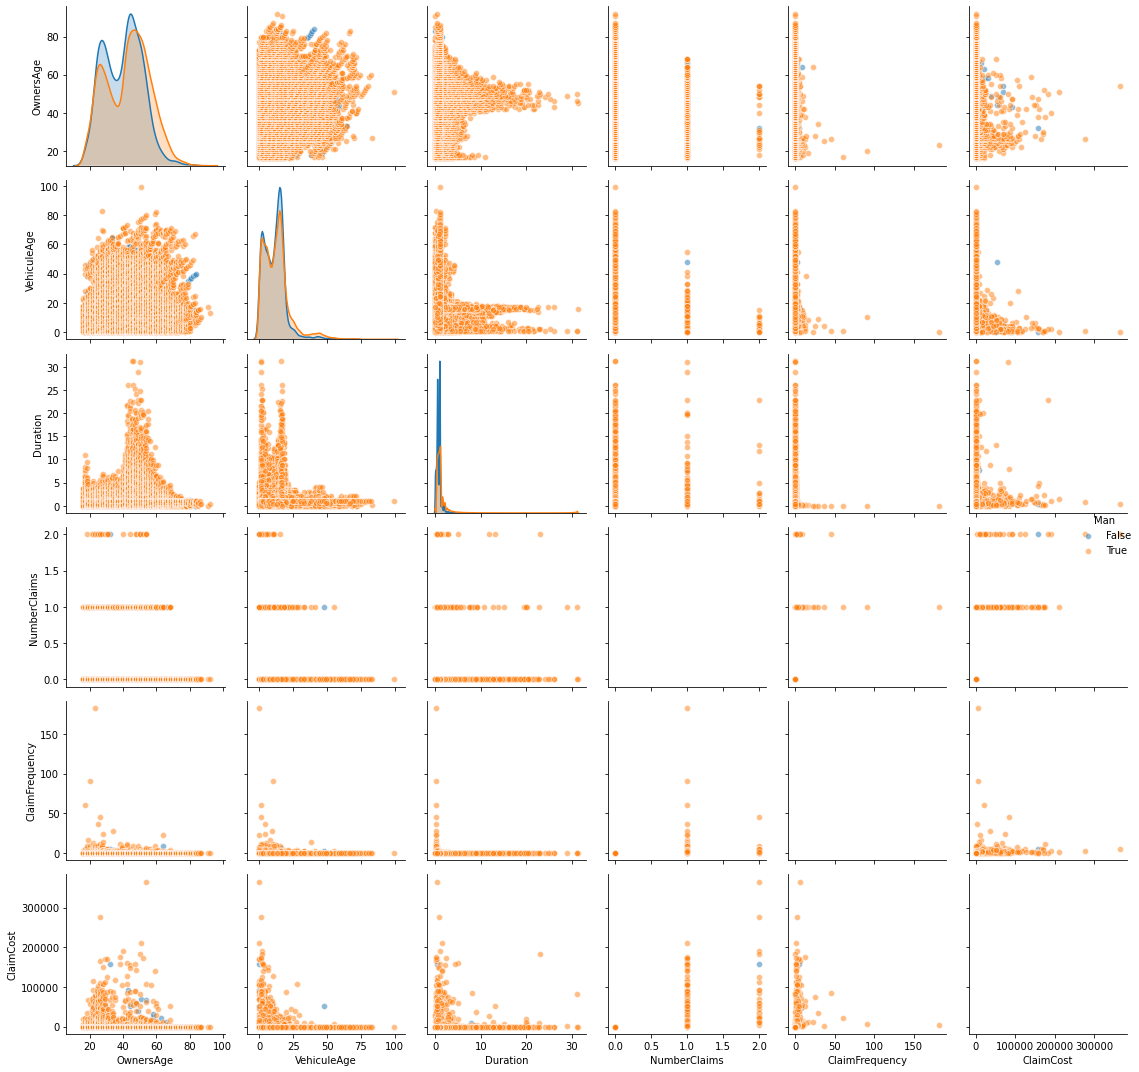 80
60
40
20
OwnersAge
100
80
60
40
20
0
VehiculeAge
30
25
20
15
10
5
0
Duration
Man
False
True
2.0
1.5
1.0
0.5
0.0
NumberClaims
150
100
50
0
ClaimFrequency
300000
200000
100000
0
ClaimCost
20 40 60 80 100
0 25 50 75 100
0 10 20 30
0.0 0.5 1.0 1.5 2.0
0 50 100 150
0 100000 200000 300000
OwnersAge
VehiculeAge
Duration
NumberClaims
ClaimFrequency
ClaimCost